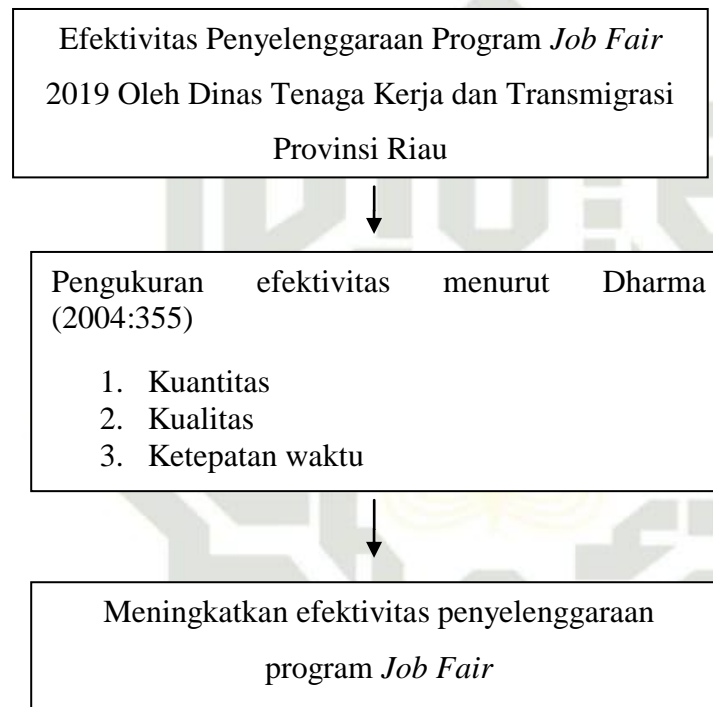 Efektivitas Penyelenggaraan Program Job Fair
2019 Oleh Dinas Tenaga Kerja dan Transmigrasi
Provinsi Riau
Pengukuran efektivitas menurut Dharma
(2004:355)
1. Kuantitas
2. Kualitas
3. Ketepatan waktu
Meningkatkan efektivitas penyelenggaraan
program Job Fair